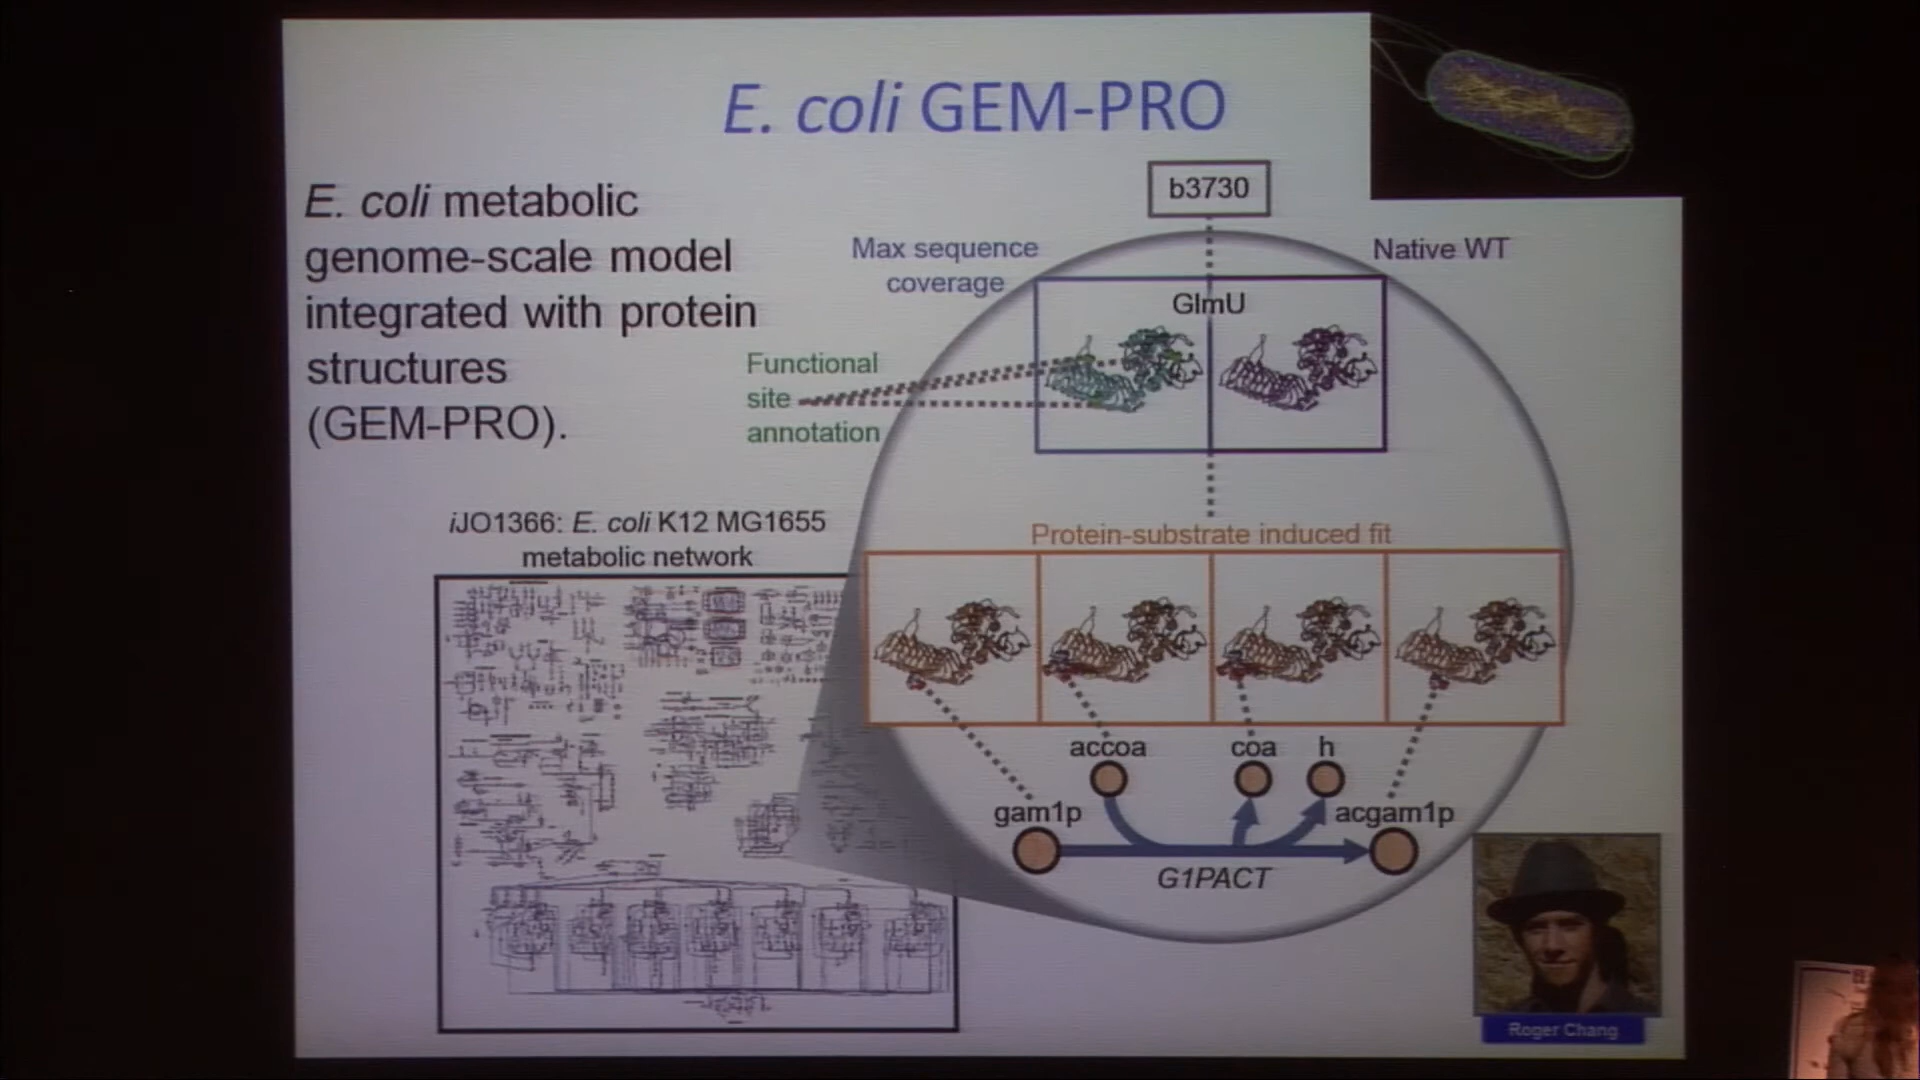 E. coli GEM-PRO
E. coli metabolic
genome-scale model
integrated with protein
structures
(GEM-PRO).
b3730
Max sequence
coverage
Native WT
GlmU
Functional
site
annotation
Protein-substrate induced fit
iJO1366: E. coli K12 MG1655
metabolic network
accoa
coa
h
gam1p
acgam1p
G1PACT
Roger Chang